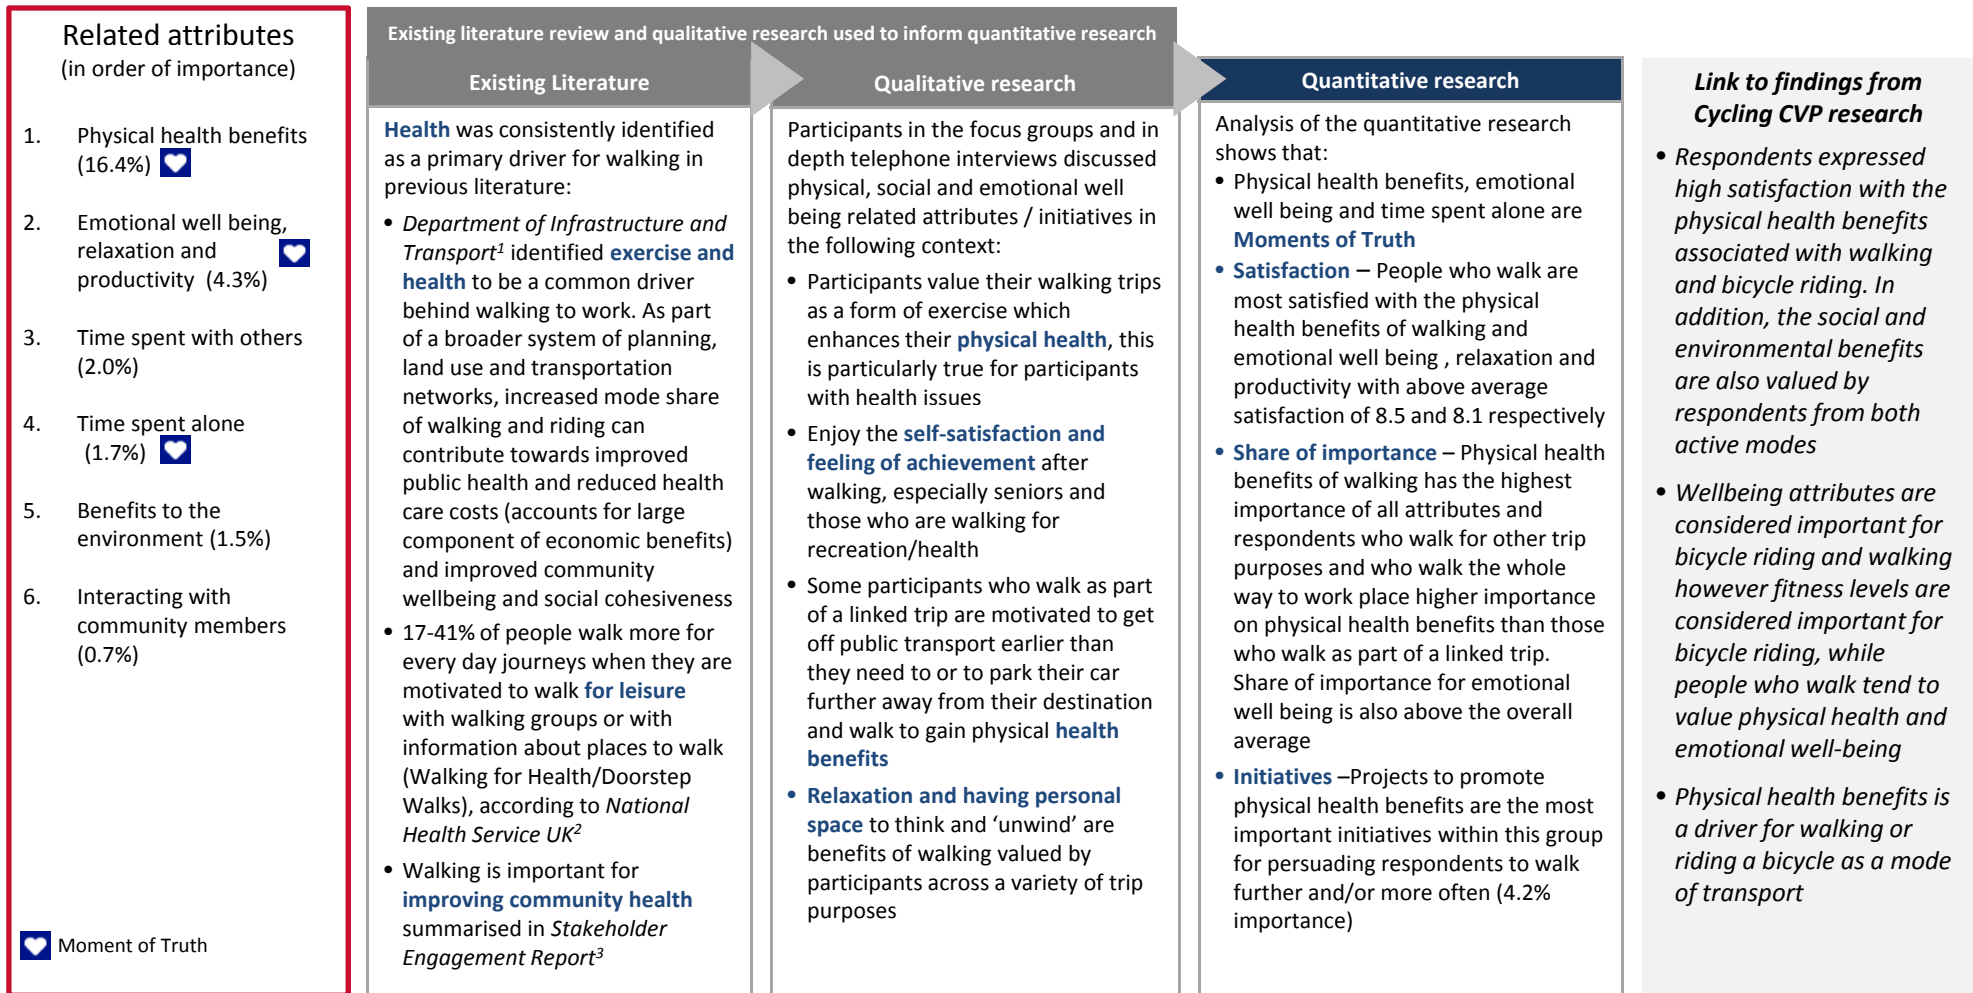 Related attributes
(in order of importance)
1. Physical health benefits
(16.4%)
2. Emotional well being,
relaxation and
productivity (4.3%)
3. Time spent with others
(2.0%)
4. Time spent alone
(1.7%)
5. Benefits to the
environment (1.5%)
6. Interacting with
community members
(0.7%)
Moment of Truth
Existing literature review and qualitative research used to inform quantitative research
Existing Literature
Health was consistently identified
as a primary driver for walking in
previous literature:
• Department of Infrastructure and
Transport1 identified exercise and
health to be a common driver
behind walking to work. As part
of a broader system of planning,
land use and transportation
networks, increased mode share
of walking and riding can
contribute towards improved
public health and reduced health
care costs (accounts for large
component of economic benefits)
and improved community
wellbeing and social cohesiveness
• 17-41% of people walk more for
every day journeys when they are
motivated to walk for leisure
with walking groups or with
information about places to walk
(Walking for Health/Doorstep
Walks), according to National
Health Service UK2
• Walking is important for
improving community health
summarised in Stakeholder
Engagement Report3
Qualitative research
Participants in the focus groups and in
depth telephone interviews discussed
physical, social and emotional well
being related attributes / initiatives in
the following context:
• Participants value their walking trips
as a form of exercise which
enhances their physical health, this
is particularly true for participants
with health issues
• Enjoy the self-satisfaction and
feeling of achievement after
walking, especially seniors and
those who are walking for
recreation/health
• Some participants who walk as part
of a linked trip are motivated to get
off public transport earlier than
they need to or to park their car
further away from their destination
and walk to gain physical health
benefits
• Relaxation and having personal
space to think and ‘unwind’ are
benefits of walking valued by
participants across a variety of trip
purposes
Quantitative research
Analysis of the quantitative research
shows that:
• Physical health benefits, emotional
well being and time spent alone are
Moments of Truth
• Satisfaction – People who walk are
most satisfied with the physical
health benefits of walking and
emotional well being , relaxation and
productivity with above average
satisfaction of 8.5 and 8.1 respectively
• Share of importance – Physical health
benefits of walking has the highest
importance of all attributes and
respondents who walk for other trip
purposes and who walk the whole
way to work place higher importance
on physical health benefits than those
who walk as part of a linked trip.
Share of importance for emotional
well being is also above the overall
average
• Initiatives –Projects to promote
physical health benefits are the most
important initiatives within this group
for persuading respondents to walk
further and/or more often (4.2%
importance)
Link to findings from
Cycling CVP research
• Respondents expressed
high satisfaction with the
physical health benefits
associated with walking
and bicycle riding. In
addition, the social and
environmental benefits
are also valued by
respondents from both
active modes
• Wellbeing attributes are
considered important for
bicycle riding and walking
however fitness levels are
considered important for
bicycle riding, while
people who walk tend to
value physical health and
emotional well-being
• Physical health benefits is
a driver for walking or
riding a bicycle as a mode
of transport